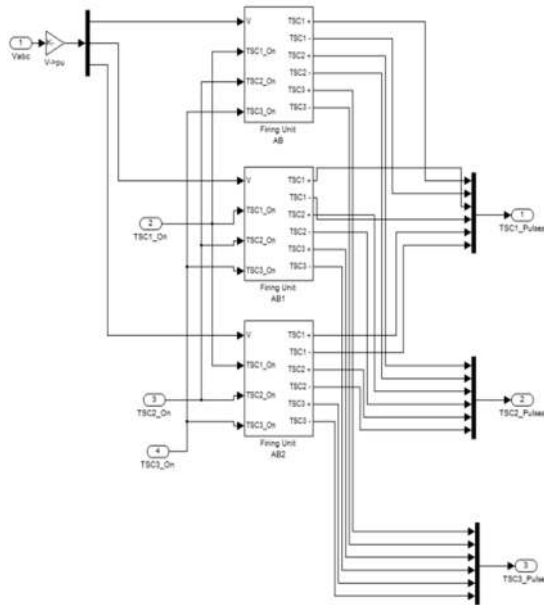 1
Vabc
K-
V->pu
V
TSC1_On
TSC2_On
TSC3_On
TSC1 +
TSC1 -
TSC2 +
TSC2 -
TSC3 +
TSC3 -
Firing Unit
AB
V
TSC1_On
TSC2_On
TSC3_On
TSC1 +
TSC1 -
TSC2 +
TSC2 -
TSC3 +
TSC3 -
Firing Unit
AB1
2
TSC1_On
1
TSC1_Pulses
V
TSC1_On
TSC2_On
TSC3_On
TSC1 +
TSC1 -
TSC2 +
TSC2 -
TSC3 +
TSC3 -
Firing Unit
AB2
3
TSC2_On
4
TSC3_On
2
TSC2_Pulses
3
TSC3_Pulse